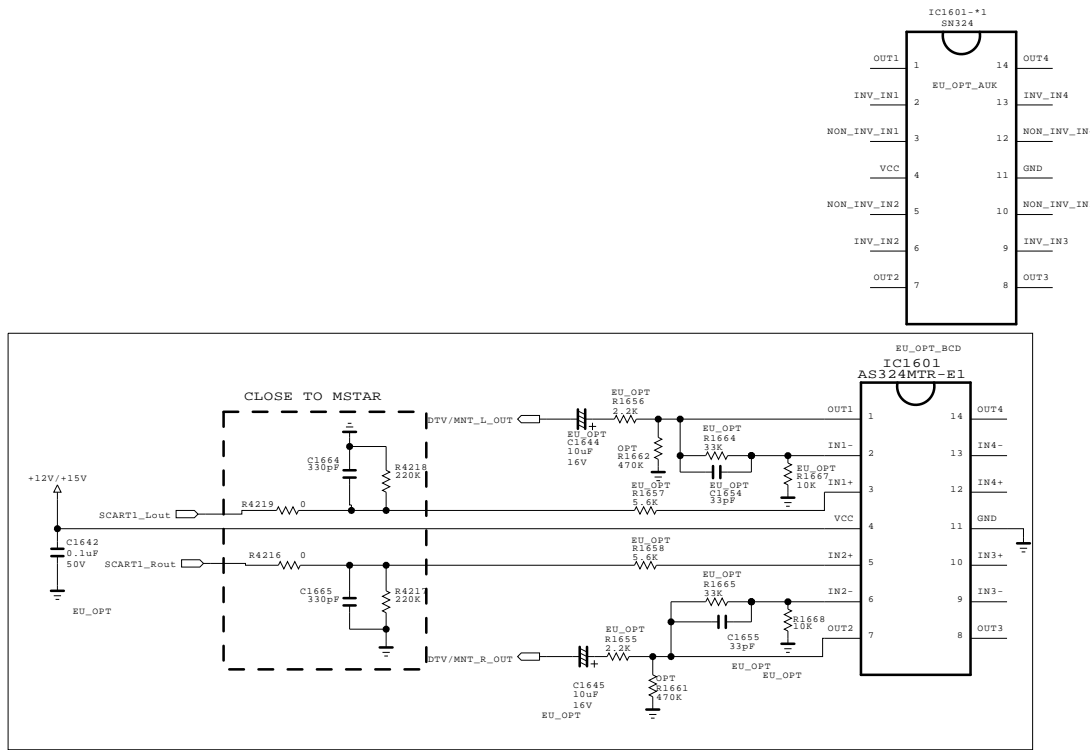 IC1601-*1
SN324
OUT1
1
14
OUT4
EU_OPT_AUK
INV_IN1
2
13
INV_IN4
NON_INV_IN1
3
12
NON_INV_IN
VCC
4
11
GND
NON_INV_IN2
5
10
NON_INV_IN
INV_IN2
6
9
INV_IN3
OUT2
7
8
OUT3
EU_OPT_BCD
IC1601
AS324MTR-E1
CLOSE TO MSTAR
DTV/MNT_L_OUT
EU_OPT
C1644
10uF
16V
EU_OPT
R1656
2.2K
OPT
R1662
470K
EU_OPT
R1664
33K
EU_OPT
C1654
33pF
EU_OPT
R1667
10K
OUT1
1
14
OUT4
IN1-
2
13
IN4-
IN1+
3
12
IN4+
VCC
4
11
GND
IN2+
5
10
IN3+
IN2-
6
9
IN3-
OUT2
7
8
OUT3
C1664
330pF
R4218
220K
+12V/+15V
SCART1_Lout
R4219
0
EU_OPT
R1657
5.6K
C1642
0.1uF
50V
EU_OPT
SCART1_Rout
R4216
0
EU_OPT
R1658
5.6K
C1665
330pF
R4217
220K
EU_OPT
R1665
33K
C1655
33pF
R1668
10K
EU_OPT
EU_OPT
DTV/MNT_R_OUT
C1645
10uF
16V
EU_OPT
EU_OPT
R1655
2.2K
OPT
R1661
470K